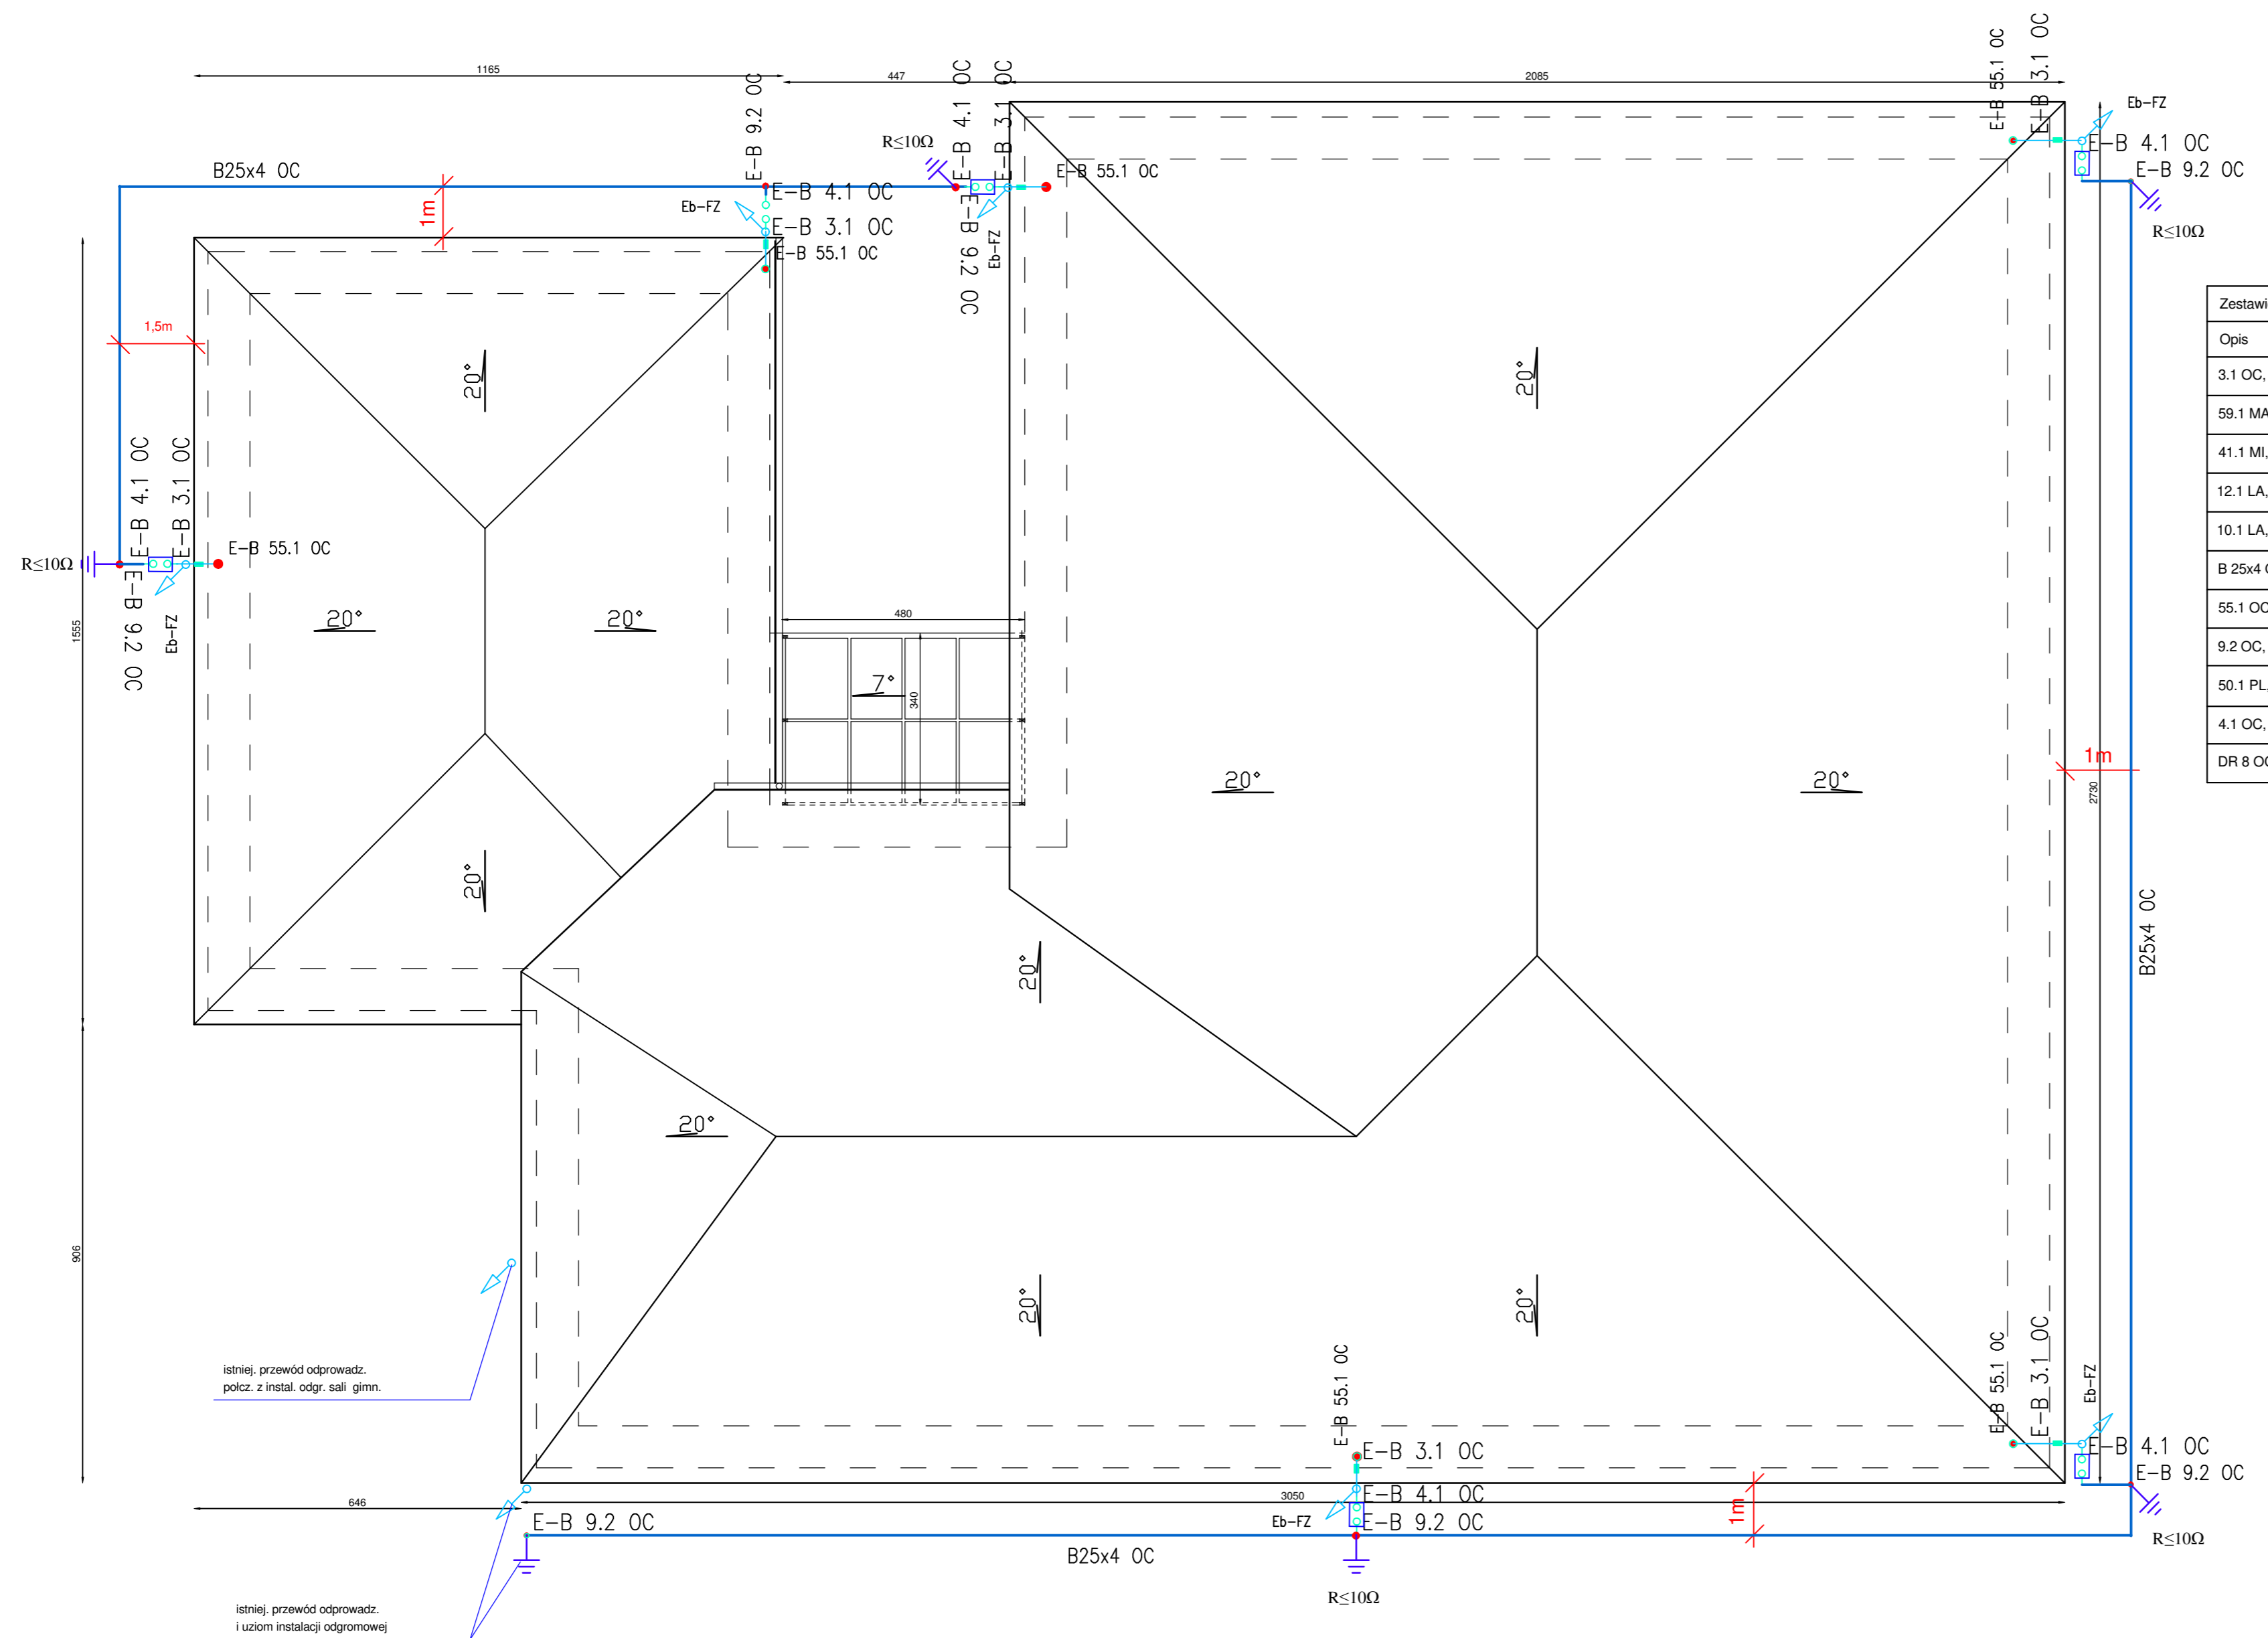 1165
447
2085
E-B 55.1 OC
E-B 3.1 OC
Eb-FZ
E-B 4.1 OC
E-B 9.2 OC
R≤10Ω
E-B 9.2 OC
R≤10Ω
E-B 4.1 OC
E-B 3.1 OC
E-B 55.1 OC
E-B 9.2 OC
Eb-FZ
B25x4 OC
1m
Eb-FZ
E-B 4.1 OC
E-B 3.1 OC
E-B 55.1 OC
1,5m
20°
20°
E-B 4.1 OC
E-B 3.1 OC
E-B 55.1 OC
R≤10Ω
E-B 9.2 OC
Eb-FZ
1555
20°
20°
480
7°
340
20°
20°
1m
2730
20°
20°
B25x4 OC
20°
906
20°
20°
istniej. przewód odprowadz.
połcz. z instal. odgr. sali gimn.
E-B 55.1 OC
E-B 55.1 OC
E-B 3.1 OC
Eb-FZ
E-B 3.1 OC
E-B 4.1 OC
E-B 9.2 OC
646
3050
E-B 4.1 OC
1m
E-B 9.2 OC
Eb-FZ
E-B 9.2 OC
R≤10Ω
B25x4 OC
R≤10Ω
istniej. przewód odprowadz.
i uziom instalacji odgromowej
Opis
3.1 OC,
59.1 MA
41.1 MI,
12.1 LA,
10.1 LA,
B 25x4
55.1 OC
9.2 OC,
50.1 PL
4.1 OC,
DR 8